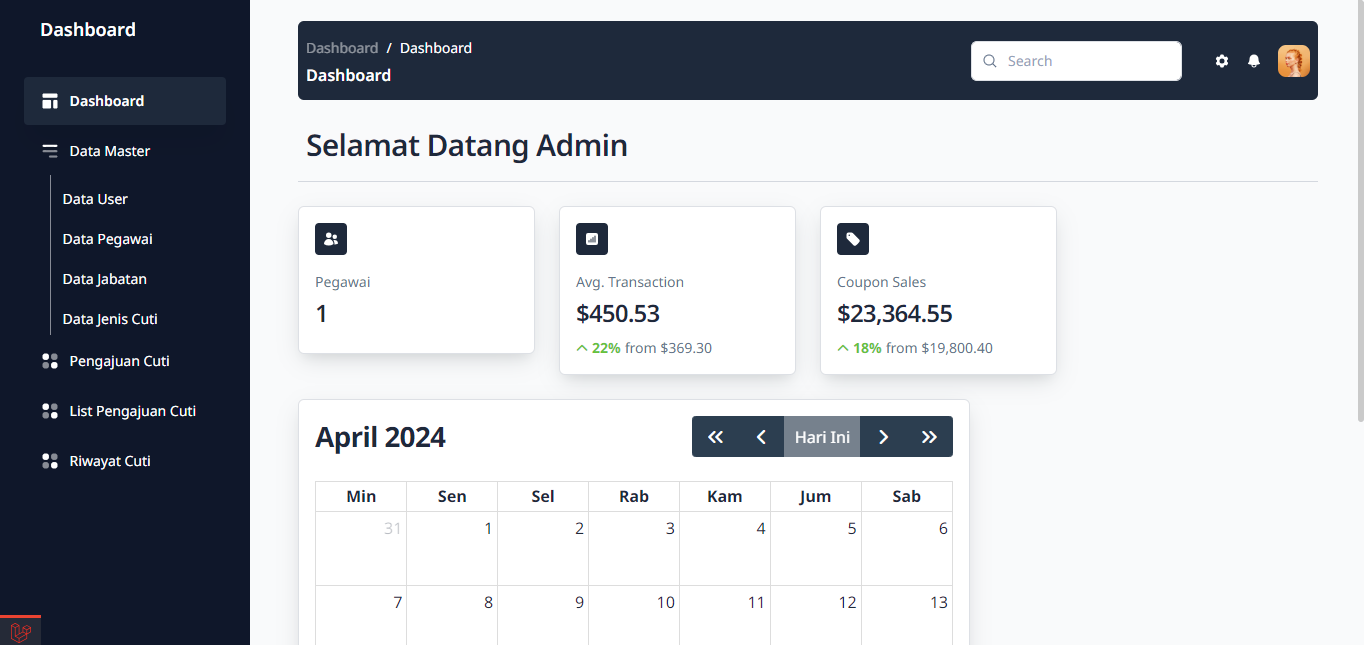 Dashboard
Dashboard
Data Master
Data User
Data Pegawai
Data Jabatan
Data Jenis Cuti
Pengajuan Cuti
List Pengajuan Cuti
Riwayat Cuti
Dashboard / Dashboard
Dashboard
Search
Selamat Datang Admin
Pegawai
1
Avg. Transaction
$450.53
22% from $369.30
Coupon Sales
$23,364.55
18% from $19,800.40
April 2024
Hari Ini
Min Sen Sel Rab Kam Jum Sab
31 1 2 3 4 5 6
7 8 9 10 11 12 13